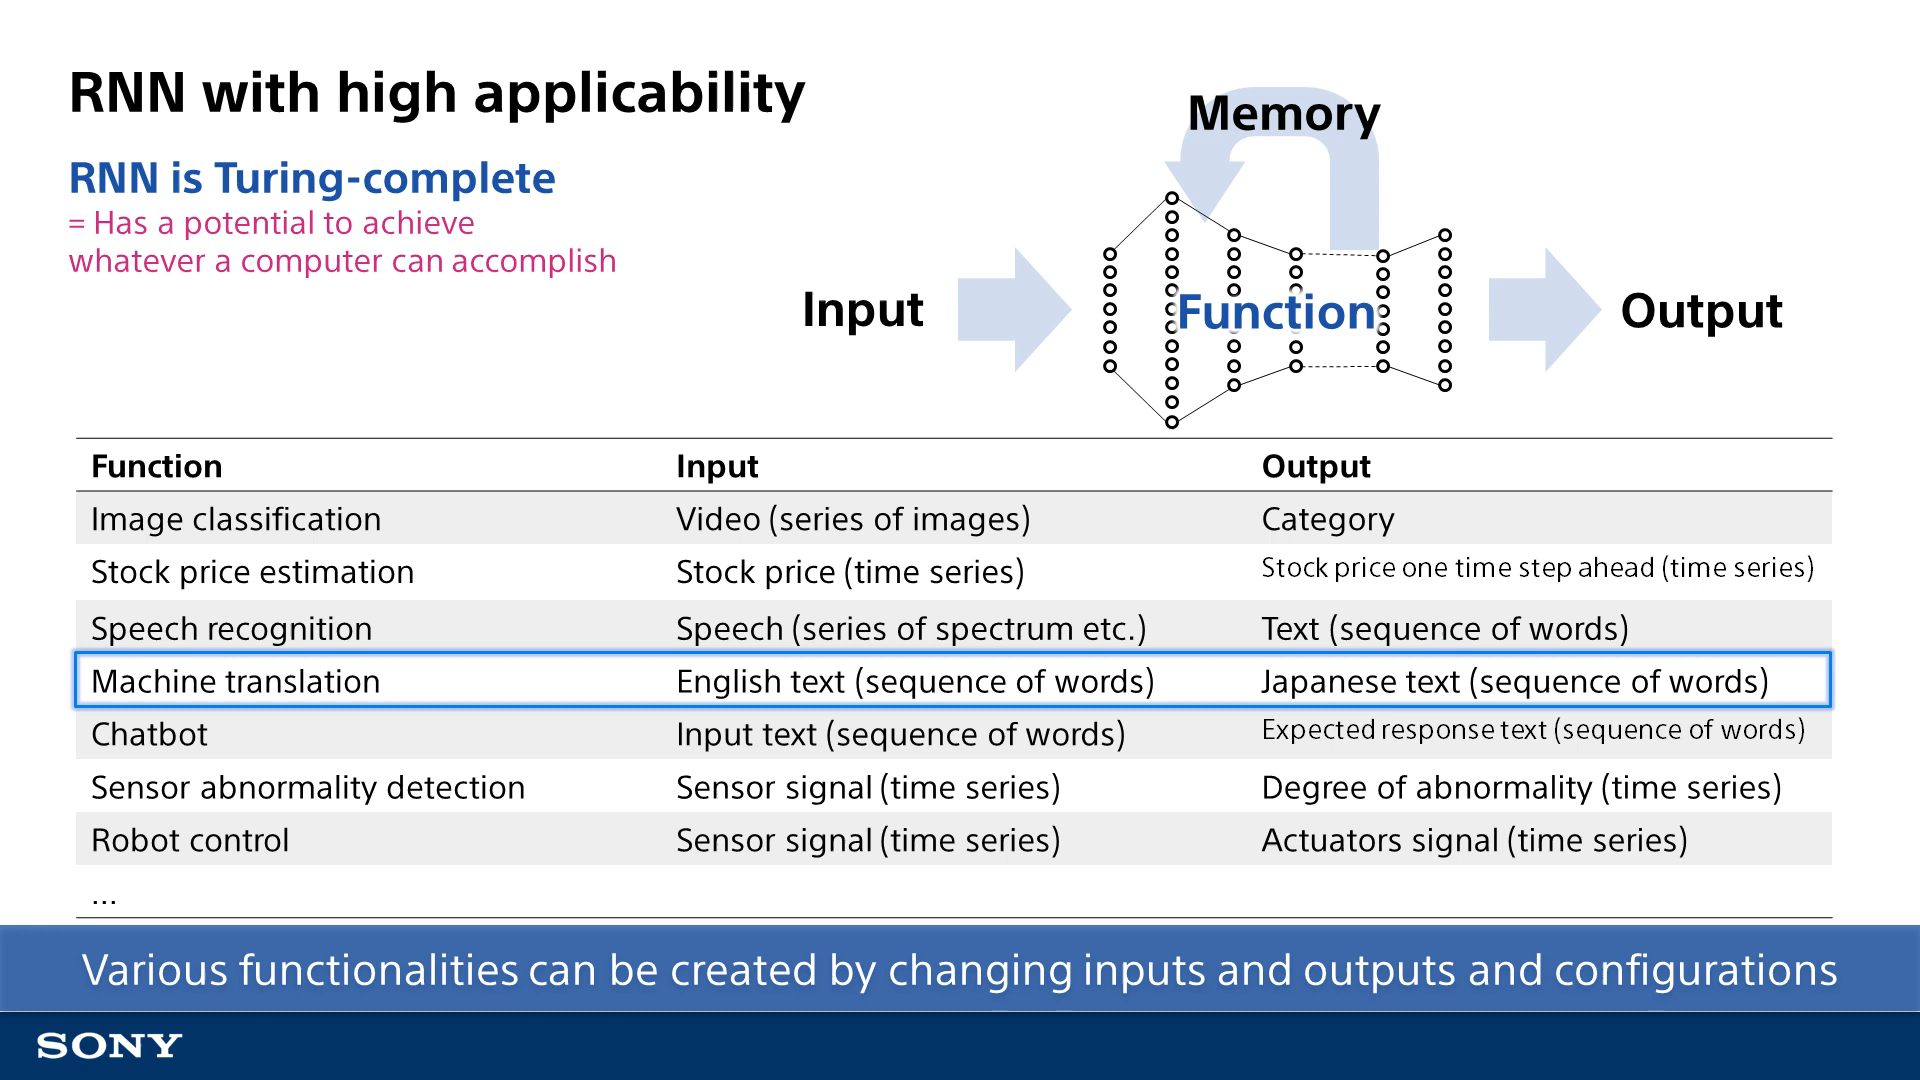 RNN with high applicability
RNN is Turing-complete
= Has a potential to achieve
whatever a computer can accomplish
Memory
Input
Function
Output
Function Input Output
Image classification Video (series of images) Category
Stock price estimation Stock price (time series) Stock price one time step ahead (time series)
Speech recognition Speech (series of spectrum etc.) Text (sequence of words)
Machine translation English text (sequence of words) Japanese text (sequence of words)
Chatbot Input text (sequence of words) Expected response text (sequence of words)
Sensor abnormality detection Sensor signal (time series) Degree of abnormality (time series)
Robot control Sensor signal (time series) Actuators signal (time series)
...
Various functionalities can be created by changing inputs and outputs and configurations
SONY